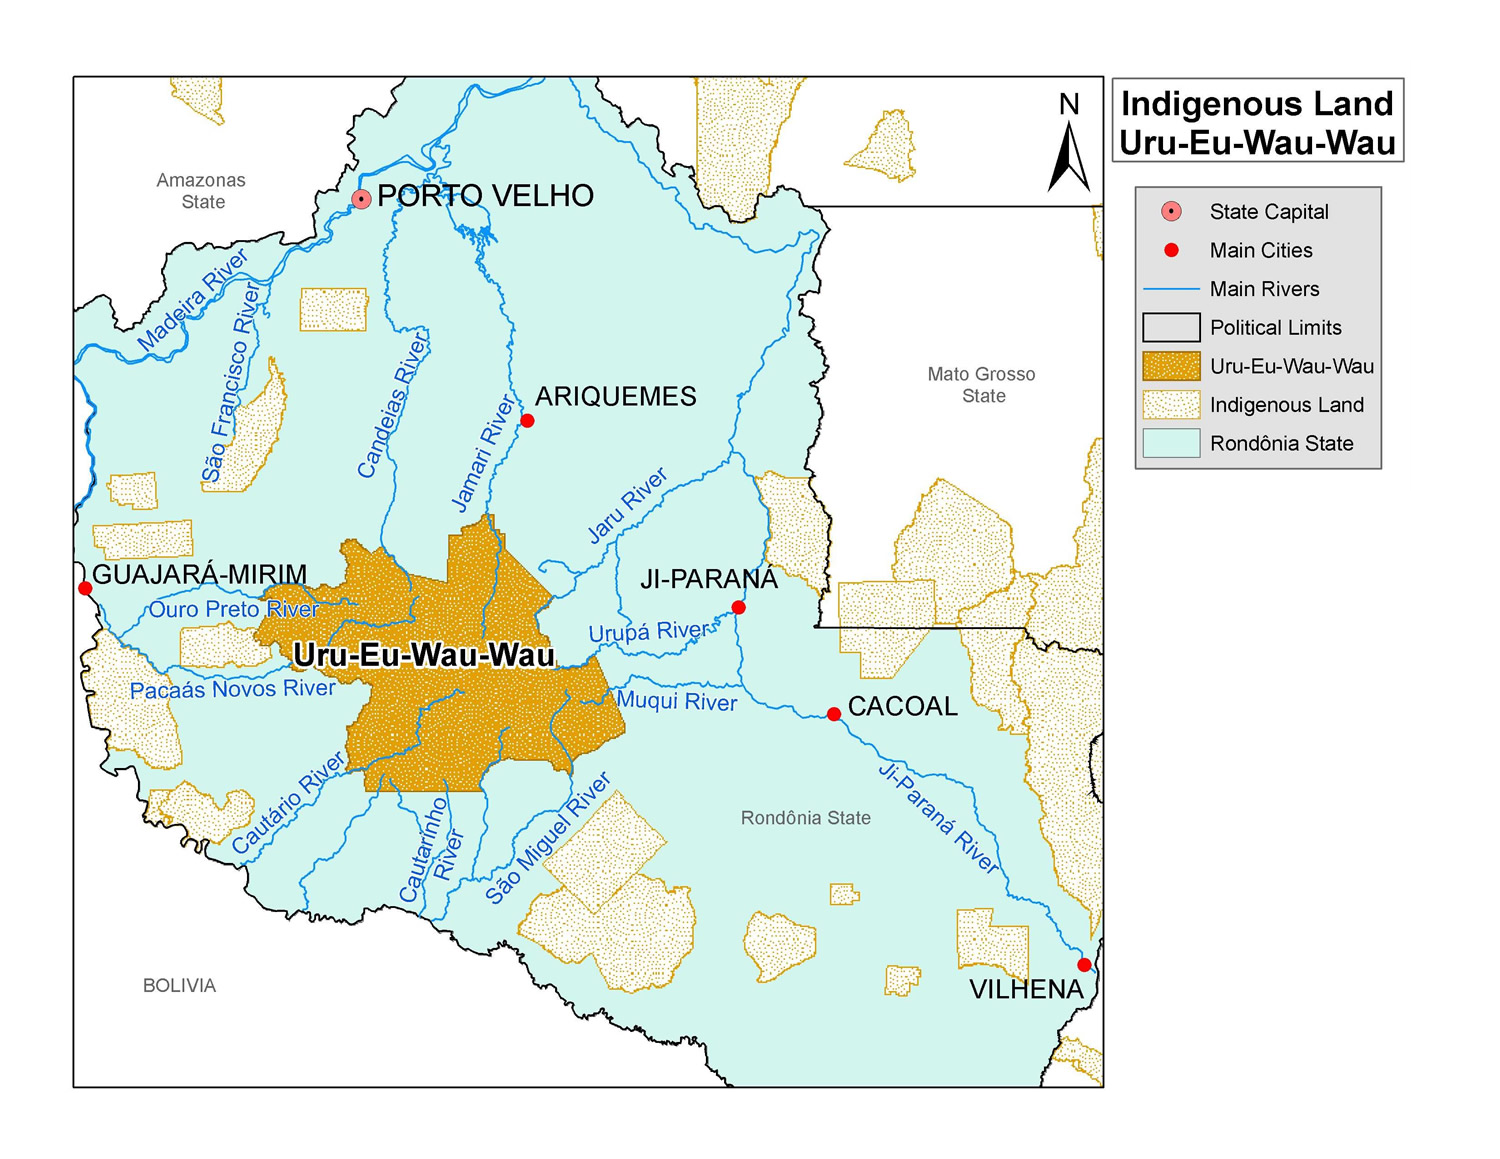 Indigenous Land
Uru-Eu-Wau-Wau
N
State Capital
Main Cities
Main Rivers
Political Limits
Uru-Eu-Wau-Wau
Indigenous Land
Rondônia State
Amazonas
State
PORTO VELHO
Madeira River
São Francisco River
Candeias River
Jamari River
ARIQUEMES
Mato Grosso
State
Jaru River
GUAJARÁ-MIRIM
JI-PARANÁ
Ouro Preto River
Urupá River
Uru-Eu-Wau-Wau
Pacaás Novos River
Muqui River
CACOAL
Cautário River
Cautarinho
River
São Miguel River
Ji-Paraná River
Rondônia State
BOLIVIA
VILHENA